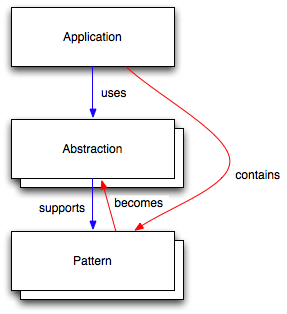 Application
uses
Abstraction
contains
supports
becomes
Pattern